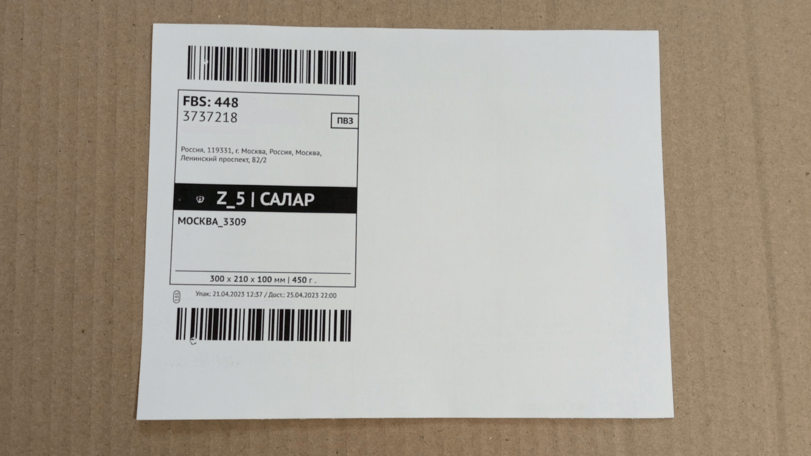 FBS: 448
3737218
ПВЗ
Россия, 119331, г. Москва, Россия, Москва,
Ленинский проспект, 82/2
Z_5 | САЛАР
МОСКВА_3309
300 x 210 x 100 мм | 450 г .
Упак: 21.04.2023 12:37 / Дост.: 25.04.2023 22:00